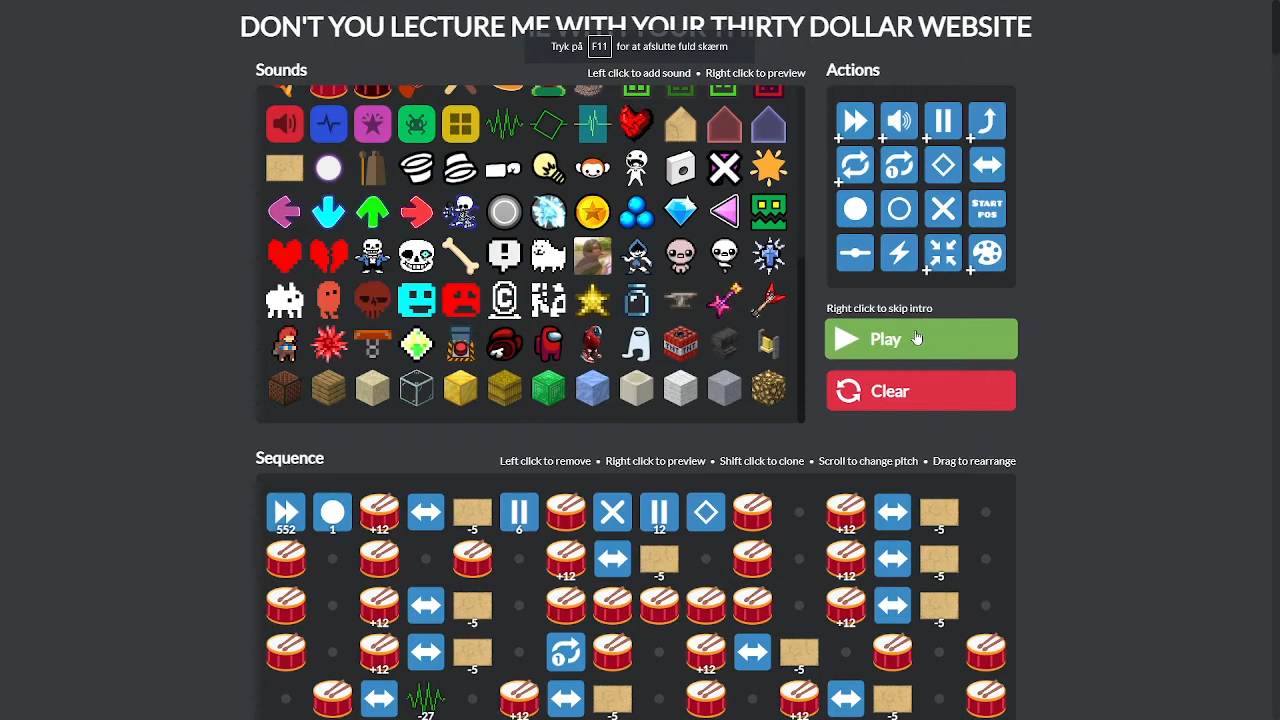 DON'T YOU LECTURE ME WITH YOUR THIRTY DOLLAR WEBSITE
Tryk på F11 for at afslutte fuld skærm
Sounds
Left click to add sound • Right click to preview
Actions
START POS
Right click to skip intro
Play
Clear
Sequence
Left click to remove • Right click to preview • Shift click to clone • Scroll to change pitch • Drag to rearrange
552 1 +12 -5 6 12 +12 -5
+12 -5 +12 -5
+12 -5 +12 -5
+12 -5 1 +12 -5
-27 +12 -5 +12 -5